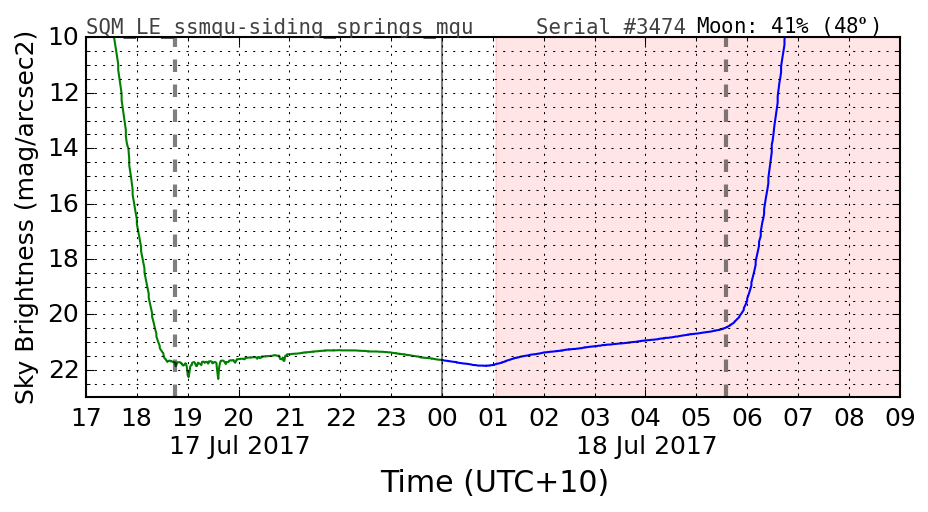 SQM_LE_ssmqu-siding_springs_mqu Serial #3474 Moon: 41% (48°)
Sky Brightness (mag/arcsec2)
10
12
14
16
18
20
22
17 18 19 20 21 22 23 00 01 02 03 04 05 06 07 08 09
17 Jul 2017 18 Jul 2017
Time (UTC+10)